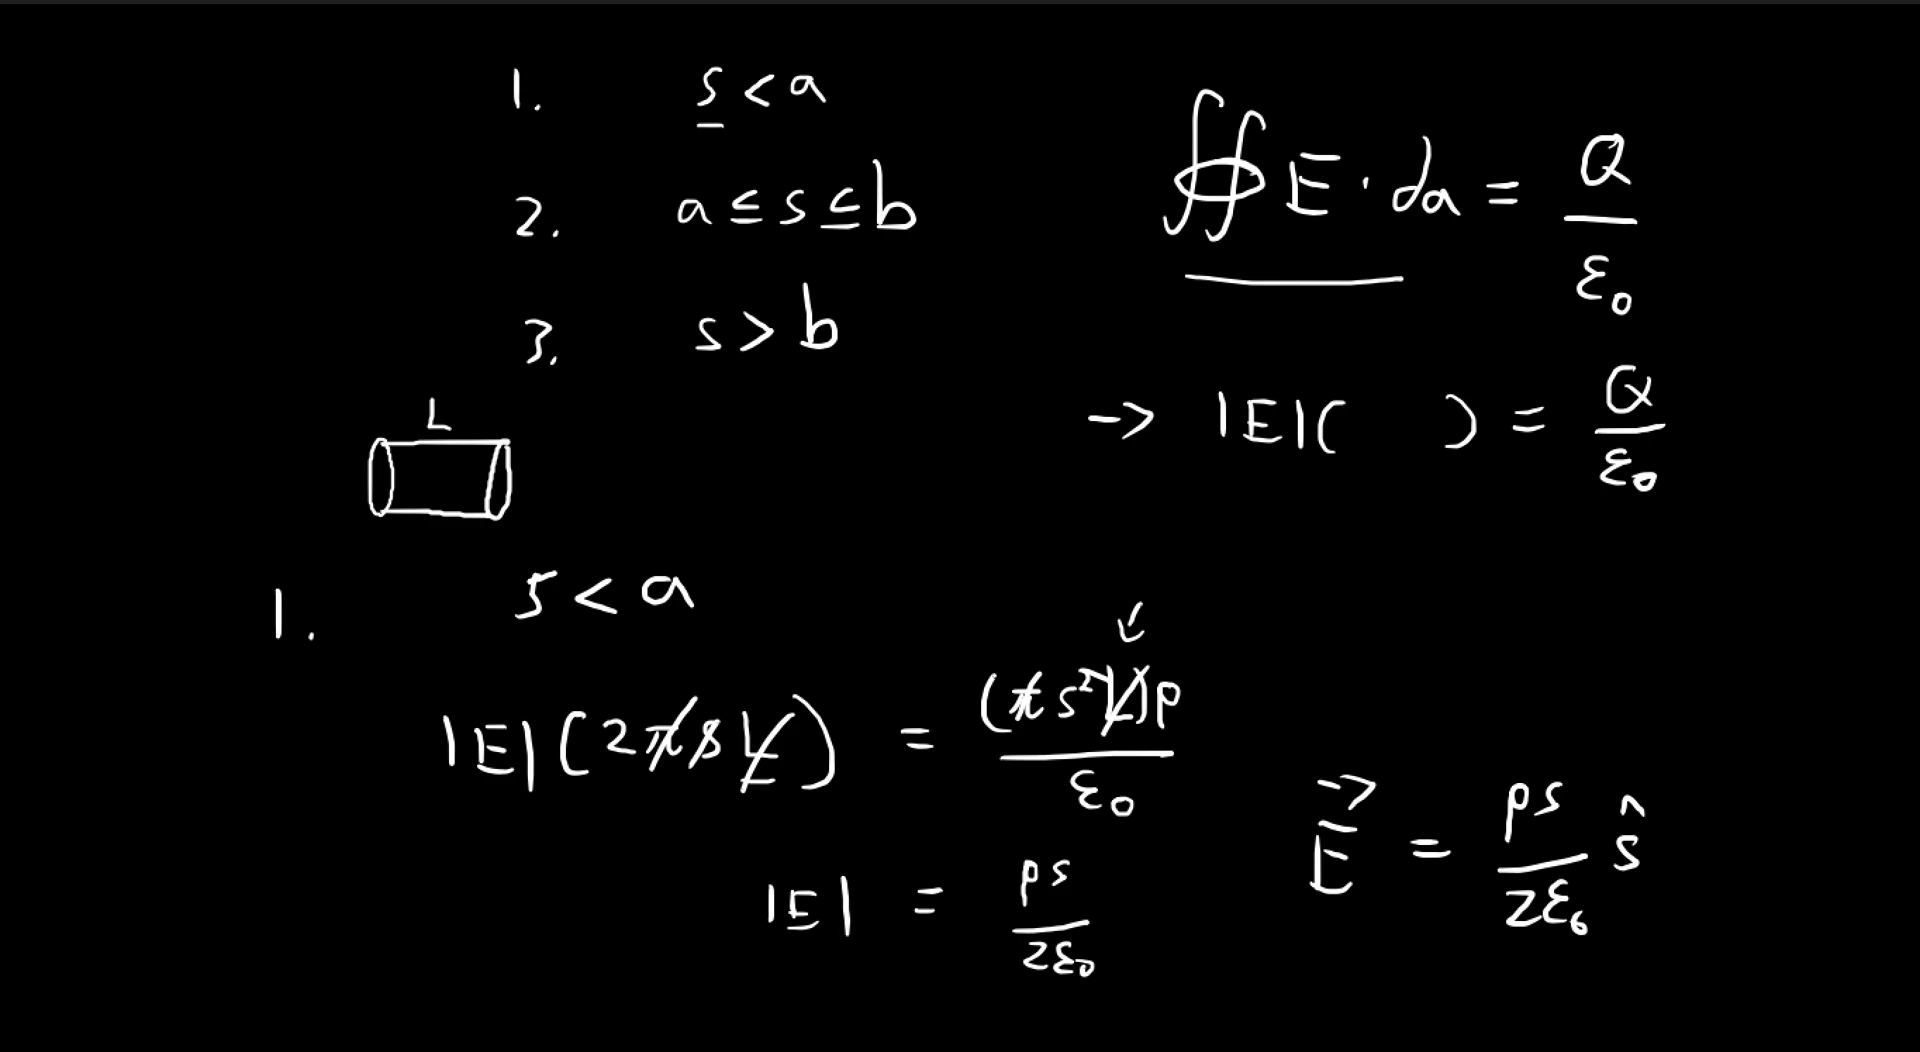 1. s < a
2. a ≤ s ≤ b
3. s > b
∯ E · da = Q / ε₀
→ |E|( ) = Q / ε₀
L
1. s < a
|E|(2πsL) = (πs²L)ρ / ε₀
|E| = ρs / 2ε₀
E⃗ = ρs / 2ε₀ ŝ